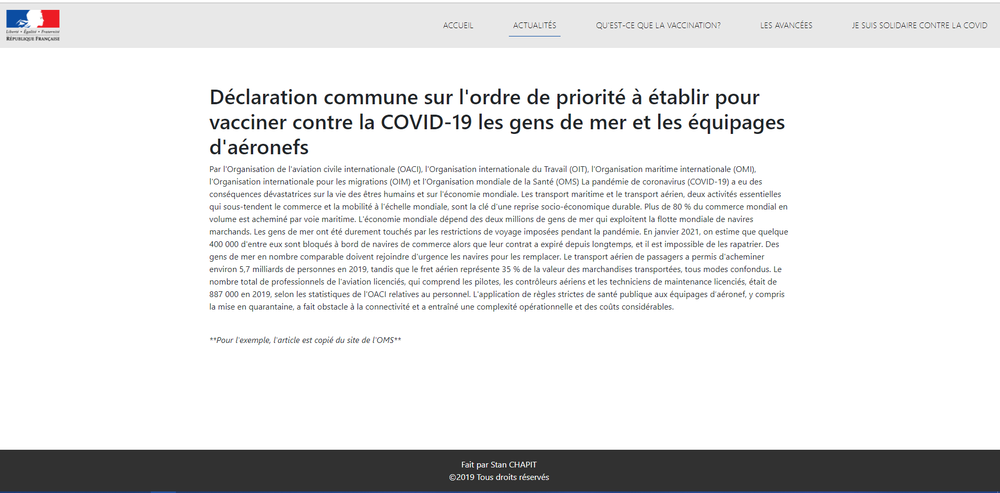 Liberté • Égalité • Fraternité
RÉPUBLIQUE FRANÇAISE
ACCUEIL
ACTUALITÉS
QU'EST-CE QUE LA VACCINATION?
LES AVANCÉES
JE SUIS SOLIDAIRE CONTRE LA COVID
Déclaration commune sur l'ordre de priorité à établir pour
vacciner contre la COVID-19 les gens de mer et les équipages
d'aéronefs
Par l'Organisation de l'aviation civile internationale (OACI), l'Organisation internationale du Travail (OIT), l'Organisation maritime internationale (OMI),
l'Organisation internationale pour les migrations (OIM) et l'Organisation mondiale de la Santé (OMS) La pandémie de coronavirus (COVID-19) a eu des
conséquences dévastatrices sur la vie des êtres humains et sur l'économie mondiale. Les transport maritime et le transport aérien, deux activités essentielles
qui sous-tendent le commerce et la mobilité à l'échelle mondiale, sont la clé d'une reprise socio-économique durable. Plus de 80 % du commerce mondial en
volume est acheminé par voie maritime. L'économie mondiale dépend des deux millions de gens de mer qui exploitent la flotte mondiale de navires
marchands. Les gens de mer ont été durement touchés par les restrictions de voyage imposées pendant la pandémie. En janvier 2021, on estime que quelque
400 000 d'entre eux sont bloqués à bord de navires de commerce alors que leur contrat a expiré depuis longtemps, et il est impossible de les rapatrier. Des
gens de mer en nombre comparable doivent rejoindre d'urgence les navires pour les remplacer. Le transport aérien de passagers a permis d'acheminer
environ 5,7 milliards de personnes en 2019, tandis que le fret aérien représente 35 % de la valeur des marchandises transportées, tous modes confondus. Le
nombre total de professionnels de l'aviation licenciés, qui comprend les pilotes, les contrôleurs aériens et les techniciens de maintenance licenciés, était de
887 000 en 2019, selon les statistiques de l'OACI relatives au personnel. L'application de règles strictes de santé publique aux équipages d'aéronef, y compris
la mise en quarantaine, a fait obstacle à la connectivité et a entraîné une complexité opérationnelle et des coûts considérables.
**Pour l'exemple, l'article est copié du site de l'OMS**
Fait par Stan CHAPIT
©2019 Tous droits réservés